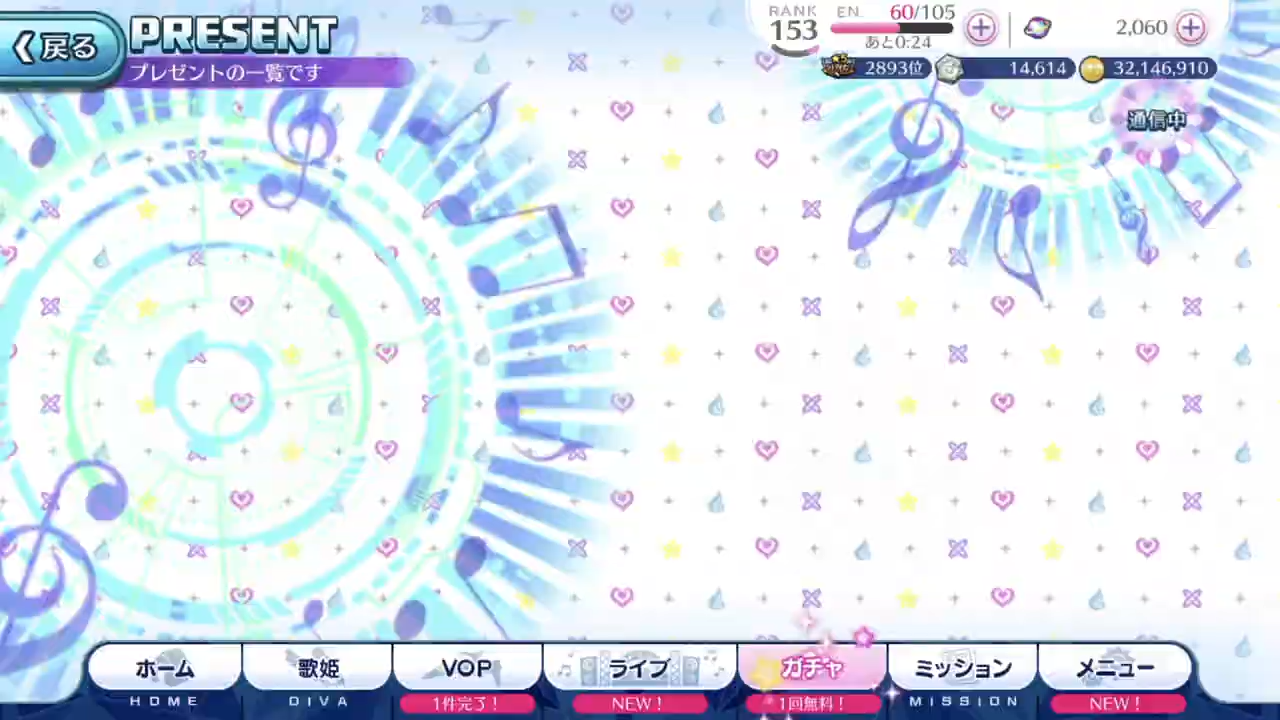 戻る
PRESENT
プレゼントの一覧です
RANK
153
EN.
60/105
あと0:24
2,060
2893位
14,614
32,146,910
通信中
ホーム
HOME
歌姫
DIVA
VOP
1件完了!
ライブ
NEW!
ガチャ
1回無料!
ミッション
MISSION
メニュー
NEW!